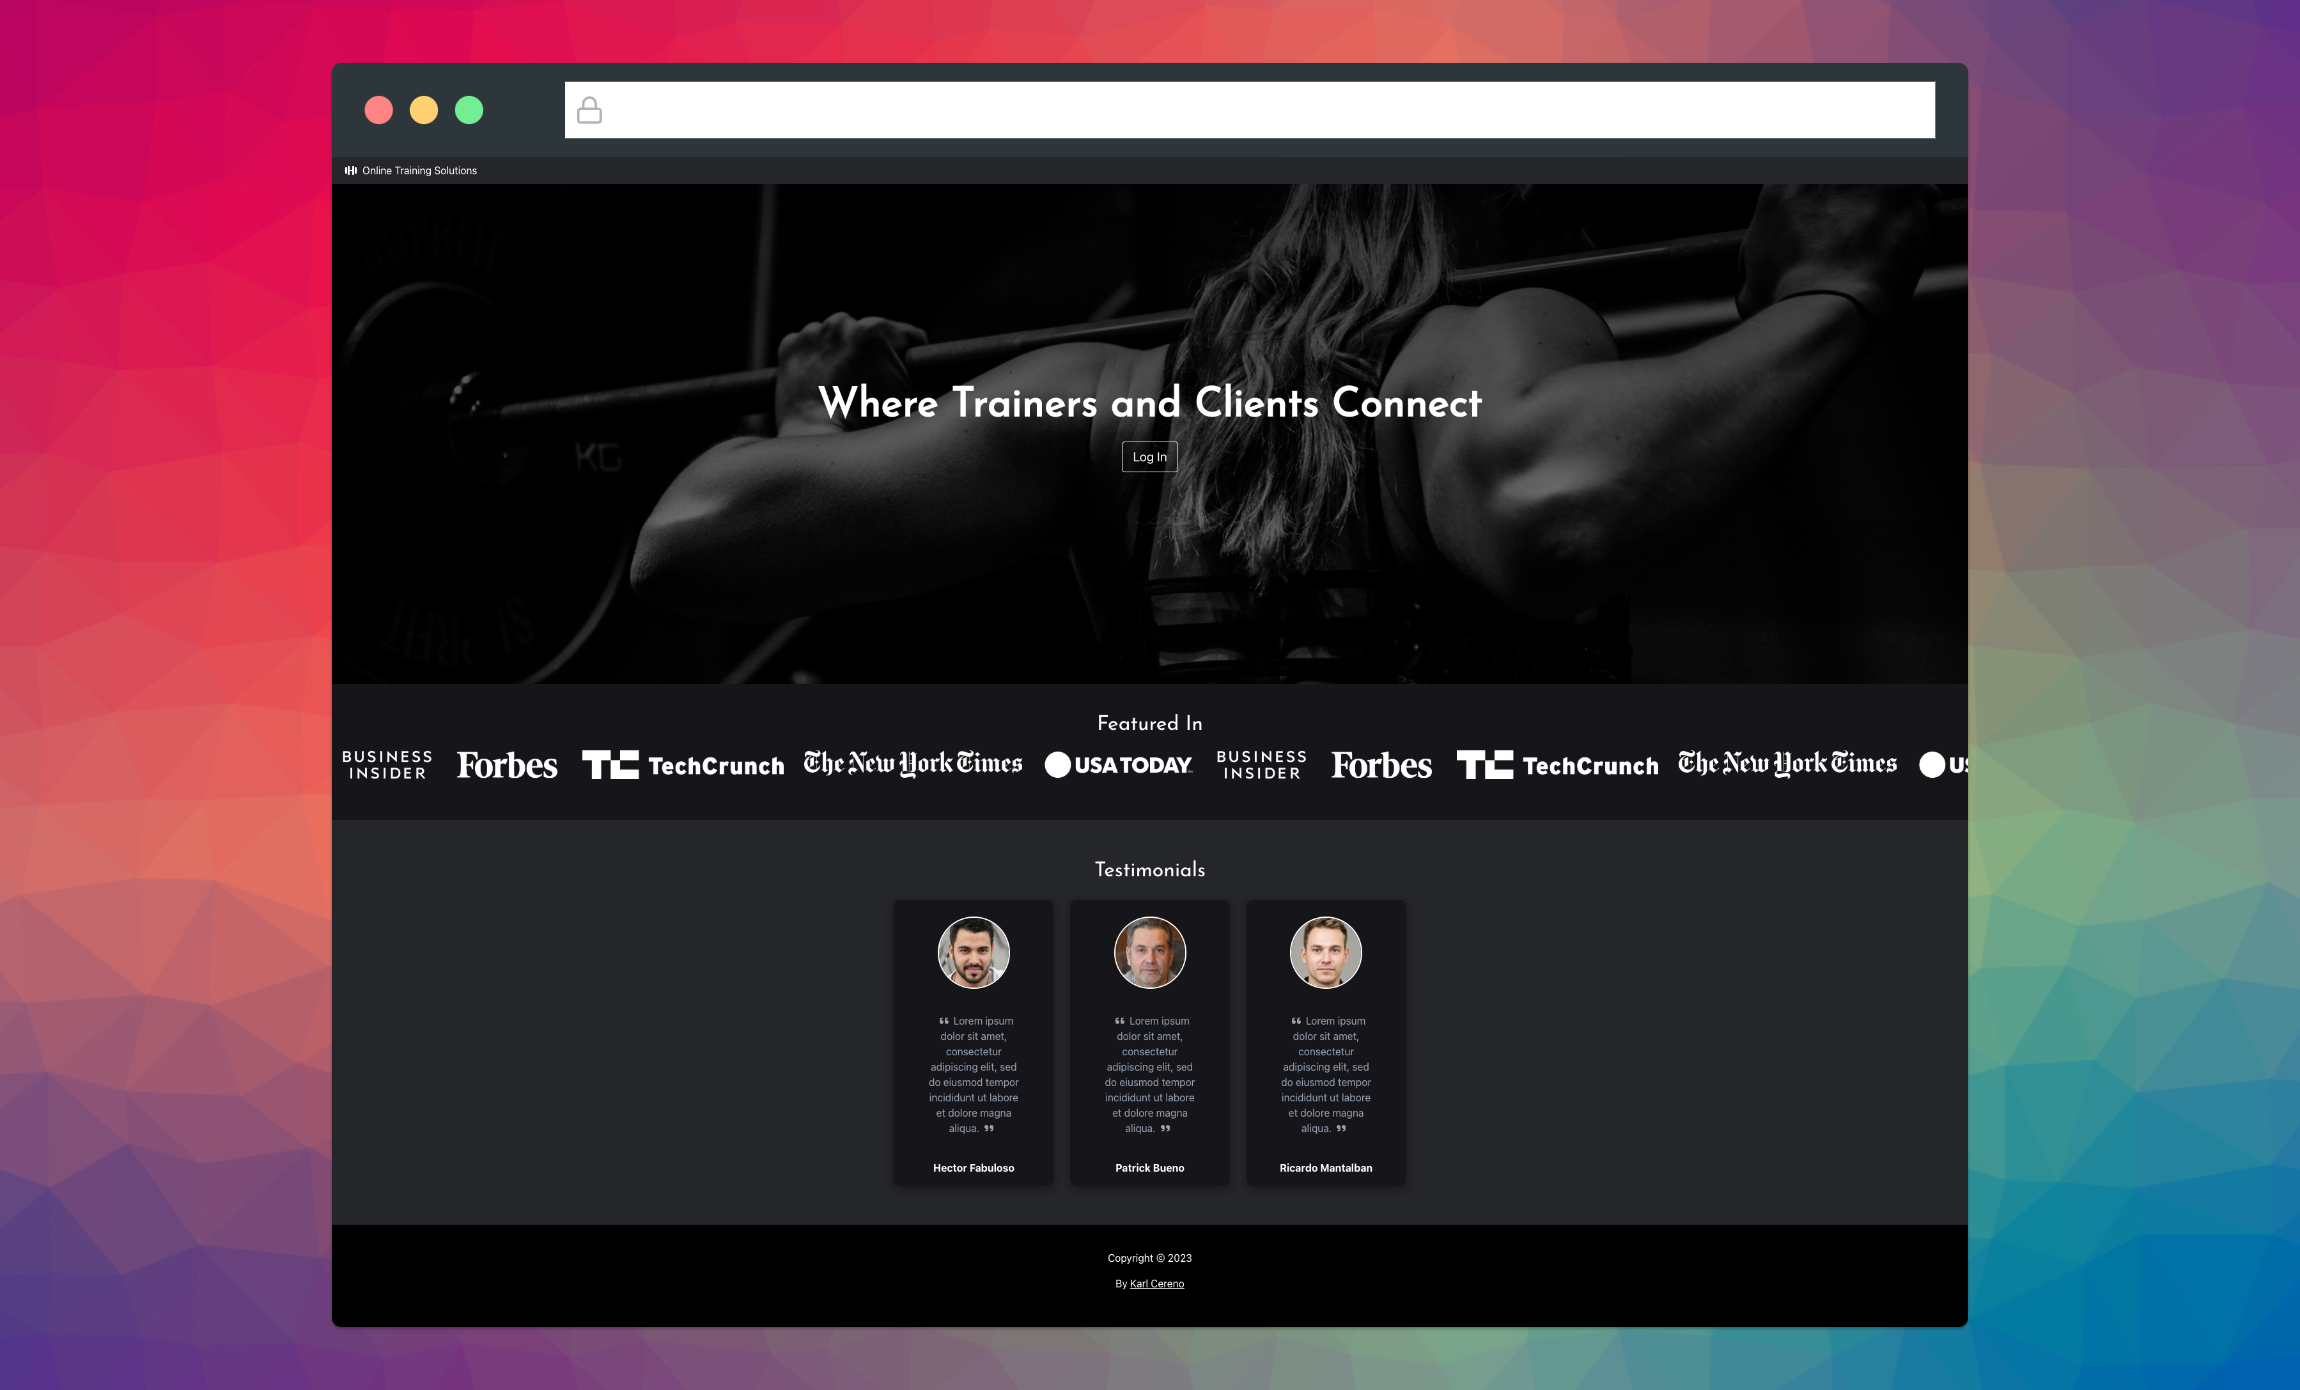 Online Training Solutions
SUPRFIT
Where Trainers and Clients Connect
KG
Log In
SUPRFIT
Featured In
BUSINESS INSIDER Forbes TC TechCrunch The New York Times USA TODAY BUSINESS INSIDER Forbes TC TechCrunch The New York Times US
Testimonials
“ Lorem ipsum
dolor sit amet,
consectetur
adipiscing elit, sed
do eiusmod tempor
incididunt ut labore
et dolore magna
aliqua. ”
Hector Fabuloso
“ Lorem ipsum
dolor sit amet,
consectetur
adipiscing elit, sed
do eiusmod tempor
incididunt ut labore
et dolore magna
aliqua. ”
Patrick Bueno
“ Lorem ipsum
dolor sit amet,
consectetur
adipiscing elit, sed
do eiusmod tempor
incididunt ut labore
et dolore magna
aliqua. ”
Ricardo Mantalban
Copyright © 2023
By Karl Cereno